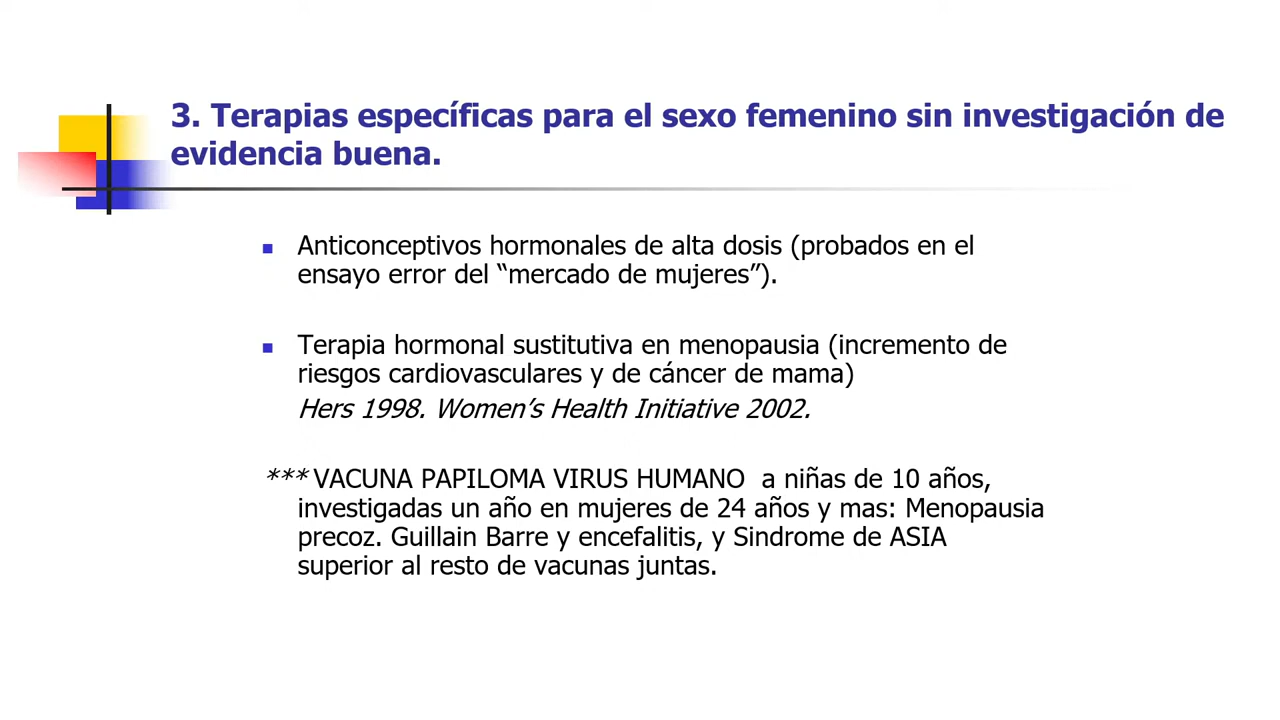 3. Terapias específicas para el sexo femenino sin investigación de
evidencia buena.
Anticonceptivos hormonales de alta dosis (probados en el
ensayo error del “mercado de mujeres”).
Terapia hormonal sustitutiva en menopausia (incremento de
riesgos cardiovasculares y de cáncer de mama)
Hers 1998. Women’s Health Initiative 2002.
*** VACUNA PAPILOMA VIRUS HUMANO  a niñas de 10 años,
investigadas un año en mujeres de 24 años y mas: Menopausia
precoz. Guillain Barre y encefalitis, y Sindrome de ASIA
superior al resto de vacunas juntas.